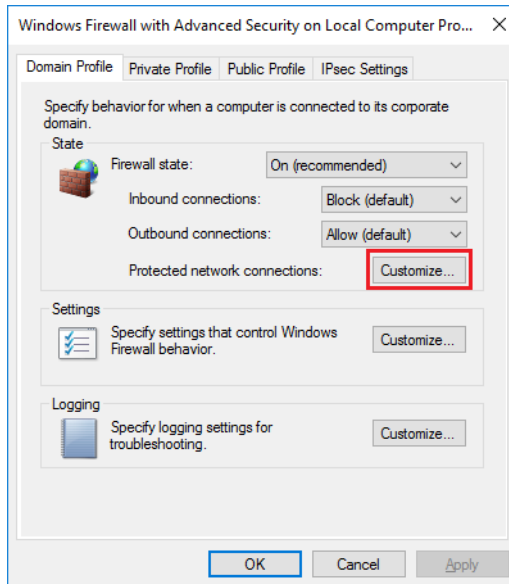 Windows Firewall with Advanced Security on Local Computer Pro...
Domain Profile Private Profile Public Profile IPsec Settings
Specify behavior for when a computer is connected to its corporate
domain.
State
Firewall state: On (recommended)
Inbound connections: Block (default)
Outbound connections: Allow (default)
Protected network connections: Customize...
Settings
Specify settings that control Windows
Firewall behavior.
Customize...
Logging
Specify logging settings for
troubleshooting.
Customize...
OK Cancel Apply